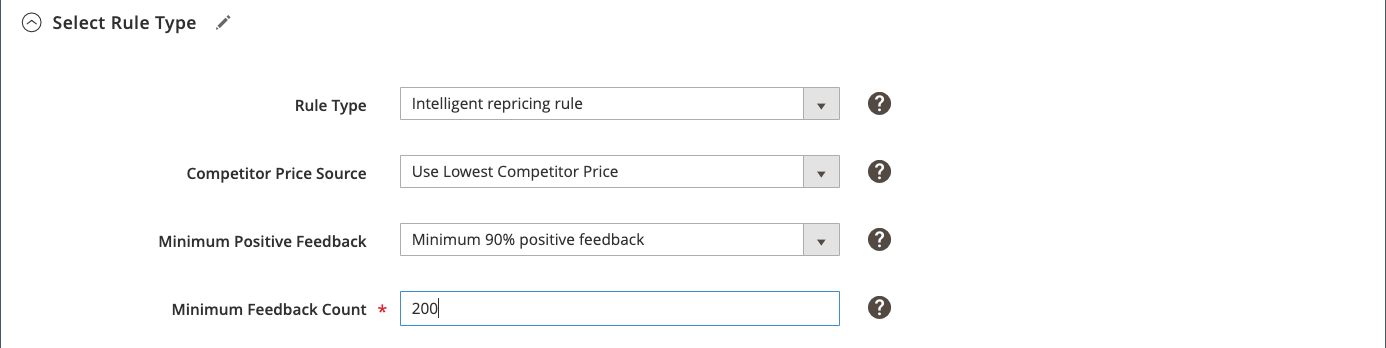 Select Rule Type
Rule Type Intelligent repricing rule ?
Competitor Price Source Use Lowest Competitor Price ?
Minimum Positive Feedback Minimum 90% positive feedback ?
Minimum Feedback Count * 200 ?